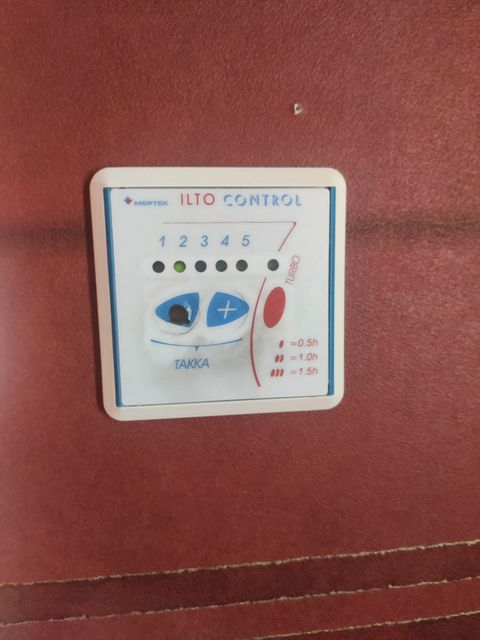 MEPTEK ILTO CONTROL
1 2 3 4 5
TURBO
+
=0.5h
=1.0h
=1.5h
TAKKA